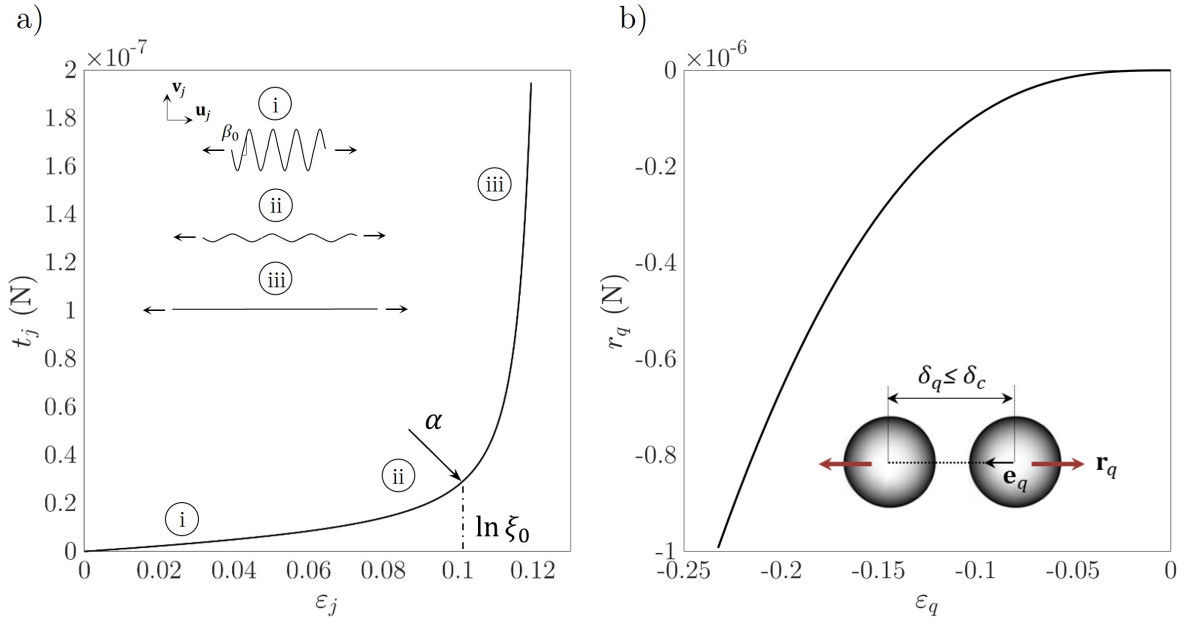 a)
×10⁻⁷
2
1.8
1.6
1.4
1.2
1
0.8
0.6
0.4
0.2
0
t_j (N)
0 0.02 0.04 0.06 0.08 0.1 0.12
ε_j
v_j
u_j
β₀
i
ii
iii
iii
α
ii
i
ln ξ₀
b)
×10⁻⁶
0
-0.2
-0.4
-0.6
-0.8
-1
r_q (N)
-0.25 -0.2 -0.15 -0.1 -0.05 0
ε_q
δ_q ≤ δ_c
e_q
r_q